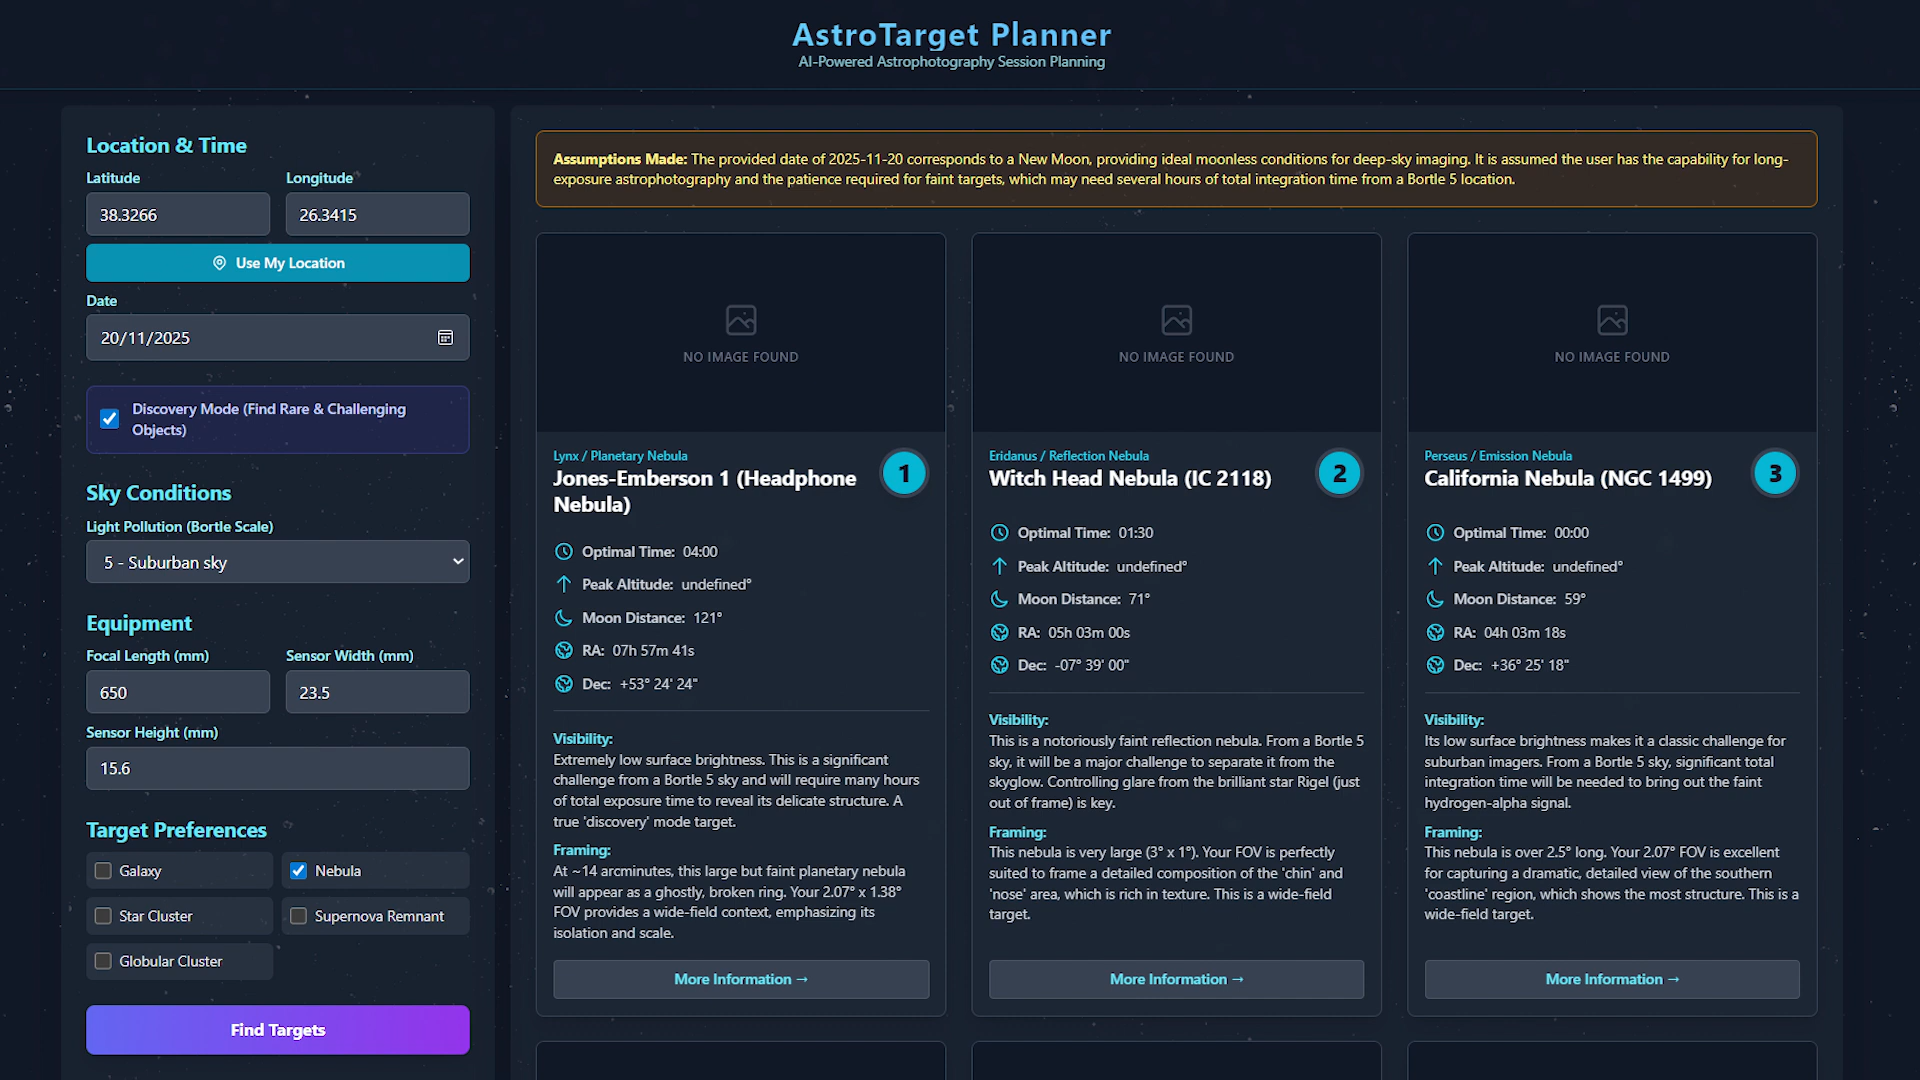 AstroTarget Planner
AI-Powered Astrophotography Session Planning
Location & Time
Latitude
Longitude
38.3266
26.3415
Use My Location
Date
20/11/2025
Discovery Mode (Find Rare & Challenging
Objects)
Sky Conditions
Light Pollution (Bortle Scale)
5 - Suburban sky
Equipment
Focal Length (mm)
Sensor Width (mm)
650
23.5
Sensor Height (mm)
15.6
Target Preferences
Galaxy
Nebula
Star Cluster
Supernova Remnant
Globular Cluster
Find Targets
Assumptions Made: The provided date of 2025-11-20 corresponds to a New Moon, providing ideal moonless conditions for deep-sky imaging. It is assumed the user has the capability for long-
exposure astrophotography and the patience required for faint targets, which may need several hours of total integration time from a Bortle 5 location.
NO IMAGE FOUND
Lynx / Planetary Nebula
Jones-Emberson 1 (Headphone
Nebula)
1
Optimal Time: 04:00
Peak Altitude: undefined°
Moon Distance: 121°
RA: 07h 57m 41s
Dec: +53° 24' 24"
Visibility:
Extremely low surface brightness. This is a significant
challenge from a Bortle 5 sky and will require many hours
of total exposure time to reveal its delicate structure. A
true 'discovery' mode target.
Framing:
At ~14 arcminutes, this large but faint planetary nebula
will appear as a ghostly, broken ring. Your 2.07° x 1.38°
FOV provides a wide-field context, emphasizing its
isolation and scale.
More Information →
NO IMAGE FOUND
Eridanus / Reflection Nebula
Witch Head Nebula (IC 2118)
2
Optimal Time: 01:30
Peak Altitude: undefined°
Moon Distance: 71°
RA: 05h 03m 00s
Dec: -07° 39' 00"
Visibility:
This is a notoriously faint reflection nebula. From a Bortle 5
sky, it will be a major challenge to separate it from the
skyglow. Controlling glare from the brilliant star Rigel (just
out of frame) is key.
Framing:
This nebula is very large (3° x 1°). Your FOV is perfectly
suited to frame a detailed composition of the 'chin' and
'nose' area, which is rich in texture. This is a wide-field
target.
More Information →
NO IMAGE FOUND
Perseus / Emission Nebula
California Nebula (NGC 1499)
3
Optimal Time: 00:00
Peak Altitude: undefined°
Moon Distance: 59°
RA: 04h 03m 18s
Dec: +36° 25' 18"
Visibility:
Its low surface brightness makes it a classic challenge for
suburban imagers. From a Bortle 5 sky, significant total
integration time will be needed to bring out the faint
hydrogen-alpha signal.
Framing:
This nebula is over 2.5° long. Your 2.07° FOV is excellent
for capturing a dramatic, detailed view of the southern
'coastline' region, which shows the most structure. This is a
wide-field target.
More Information →